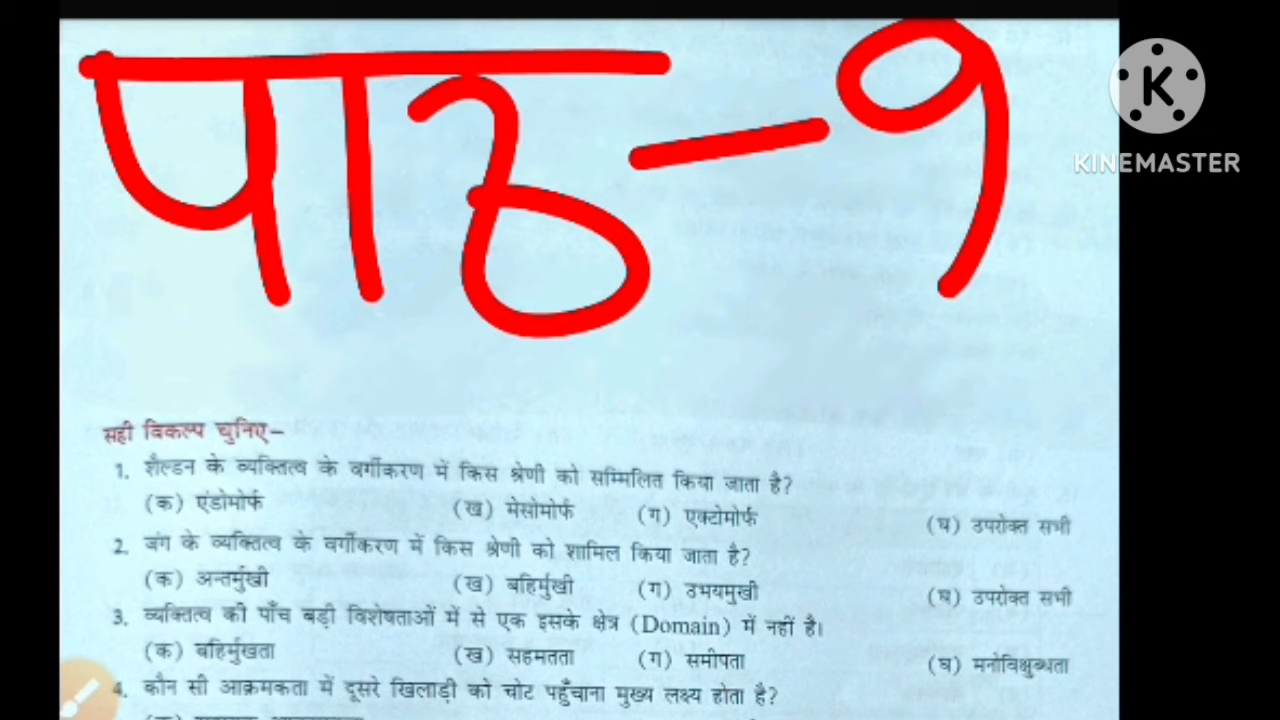 पाठ-९
KINEMASTER
सही विकल्प चुनिए–
1. शैल्डन के व्यक्तित्व के वर्गीकरण में किस श्रेणी को सम्मिलित किया जाता है?
(क) एंडोमोर्फ (ख) मेसोमोर्फ (ग) एक्टोमोर्फ (घ) उपरोक्त सभी
2. जंग के व्यक्तित्व के वर्गीकरण में किस श्रेणी को शामिल किया जाता है?
(क) अन्तर्मुखी (ख) बहिर्मुखी (ग) उभयमुखी (घ) उपरोक्त सभी
3. व्यक्तित्व की पाँच बड़ी विशेषताओं में से एक इसके क्षेत्र (Domain) में नहीं है।
(क) बहिर्मुखता (ख) सहमतता (ग) समीपता (घ) मनोविक्षुब्धता
4. कौन सी आक्रमकता में दूसरे खिलाड़ी को चोट पहुँचाना मुख्य लक्ष्य होता है?